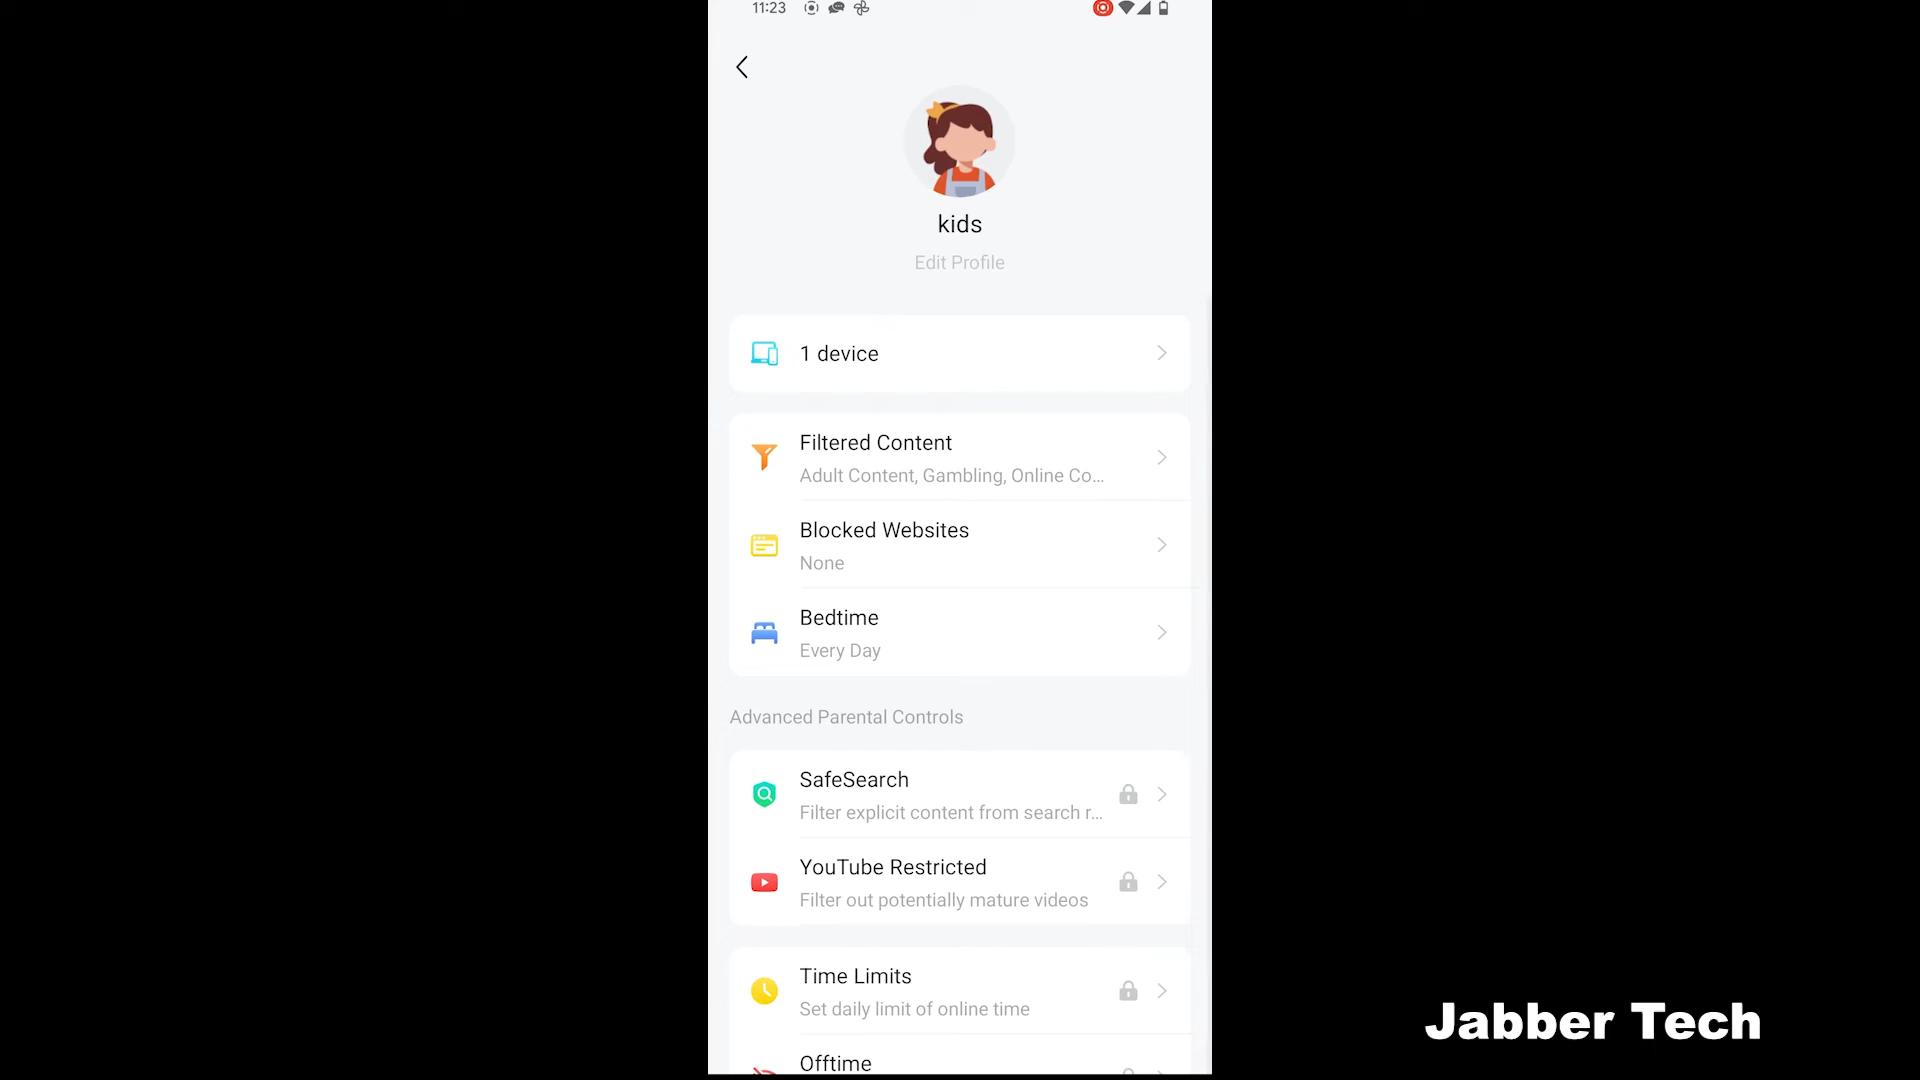 11:23
kids
Edit Profile
1 device
Filtered Content
Adult Content, Gambling, Online Co...
Blocked Websites
None
Bedtime
Every Day
Advanced Parental Controls
SafeSearch
Filter explicit content from search r...
YouTube Restricted
Filter out potentially mature videos
Time Limits
Set daily limit of online time
Offtime
Jabber Tech